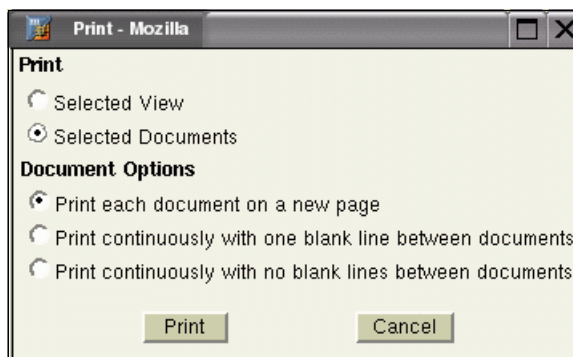 Print - Mozilla
Print
Selected View
Selected Documents
Document Options
Print each document on a new page
Print continuously with one blank line between documents
Print continuously with no blank lines between documents
Print Cancel